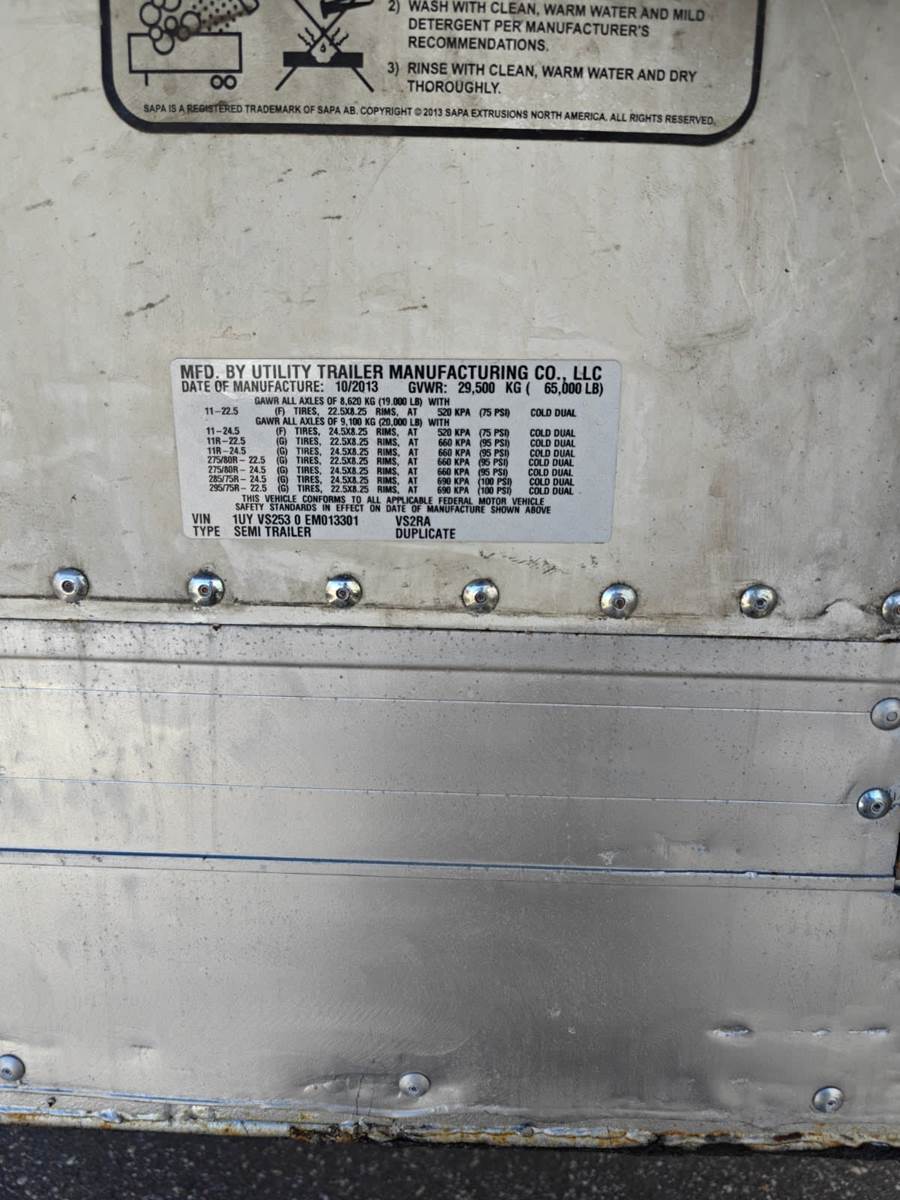 2) WASH WITH CLEAN, WARM WATER AND MILD
DETERGENT PER MANUFACTURER'S
RECOMMENDATIONS.
3) RINSE WITH CLEAN, WARM WATER AND DRY
THOROUGHLY.
SAPA IS A REGISTERED TRADEMARK OF SAPA AB. COPYRIGHT © 2013 SAPA EXTRUSIONS NORTH AMERICA. ALL RIGHTS RESERVED.
MFD. BY UTILITY TRAILER MANUFACTURING CO., LLC
DATE OF MANUFACTURE: 10/2013 GVWR: 29,500 KG ( 65,000 LB)
GAWR ALL AXLES OF 8,620 KG (19,000 LB) WITH
11-22.5 (F) TIRES, 22.5X8.25 RIMS, AT 520 KPA (75 PSI) COLD DUAL
GAWR ALL AXLES OF 9,100 KG (20,000 LB) WITH
11-24.5 (F) TIRES, 24.5X8.25 RIMS, AT 520 KPA (75 PSI) COLD DUAL
11R-22.5 (G) TIRES, 22.5X8.25 RIMS, AT 660 KPA (95 PSI) COLD DUAL
11R-24.5 (G) TIRES, 24.5X8.25 RIMS, AT 660 KPA (95 PSI) COLD DUAL
275/80R- 22.5 (G) TIRES, 22.5X8.25 RIMS, AT 660 KPA (95 PSI) COLD DUAL
275/80R- 24.5 (G) TIRES, 24.5X8.25 RIMS, AT 660 KPA (95 PSI) COLD DUAL
285/75R- 24.5 (G) TIRES, 24.5X8.25 RIMS, AT 690 KPA (100 PSI) COLD DUAL
295/75R- 22.5 (G) TIRES, 22.5X8.25 RIMS, AT 690 KPA (100 PSI) COLD DUAL
THIS VEHICLE CONFORMS TO ALL APPLICABLE FEDERAL MOTOR VEHICLE
SAFETY STANDARDS IN EFFECT ON DATE OF MANUFACTURE SHOWN ABOVE
VIN 1UY VS253 0 EM013301 VS2RA
TYPE SEMI TRAILER DUPLICATE